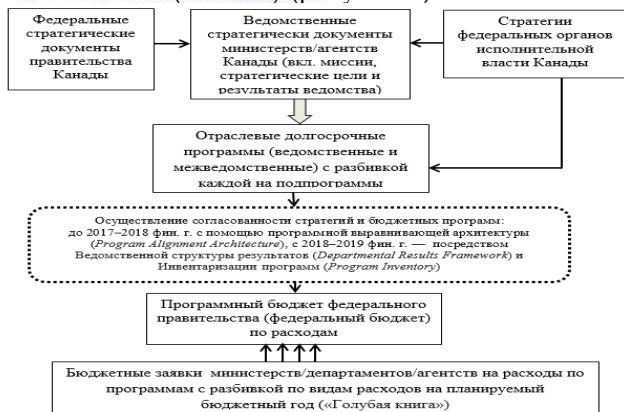 Федеральные
стратегические
документы
правительства
Канады
Ведомственные
стратегически документы
министерств/агентств
Канады (вкл. миссии,
стратегические цели и
результаты ведомства)
Стратегии
федеральных органов
исполнительной
власти Канады
Отраслевые долгосрочные
программы (ведомственные и
межведомственные) с разбивкой
каждой на подпрограммы
Осуществление согласованности стратегий и бюджетных программ:
до 2017–2018 фин. г. с помощью программной выравнивающей архитектуры
(Program Alignment Architecture), с 2018–2019 фин. г. — посредством
Ведомственной структуры результатов (Departmental Results Framework) и
Инвентаризации программ (Program Inventory)
Программный бюджет федерального
правительства (федеральный бюджет)
по расходам
Бюджетные заявки министерств/департаментов/агентств на расходы по
программам с разбивкой по видам расходов на планируемый
бюджетный год («Голубая книга»)